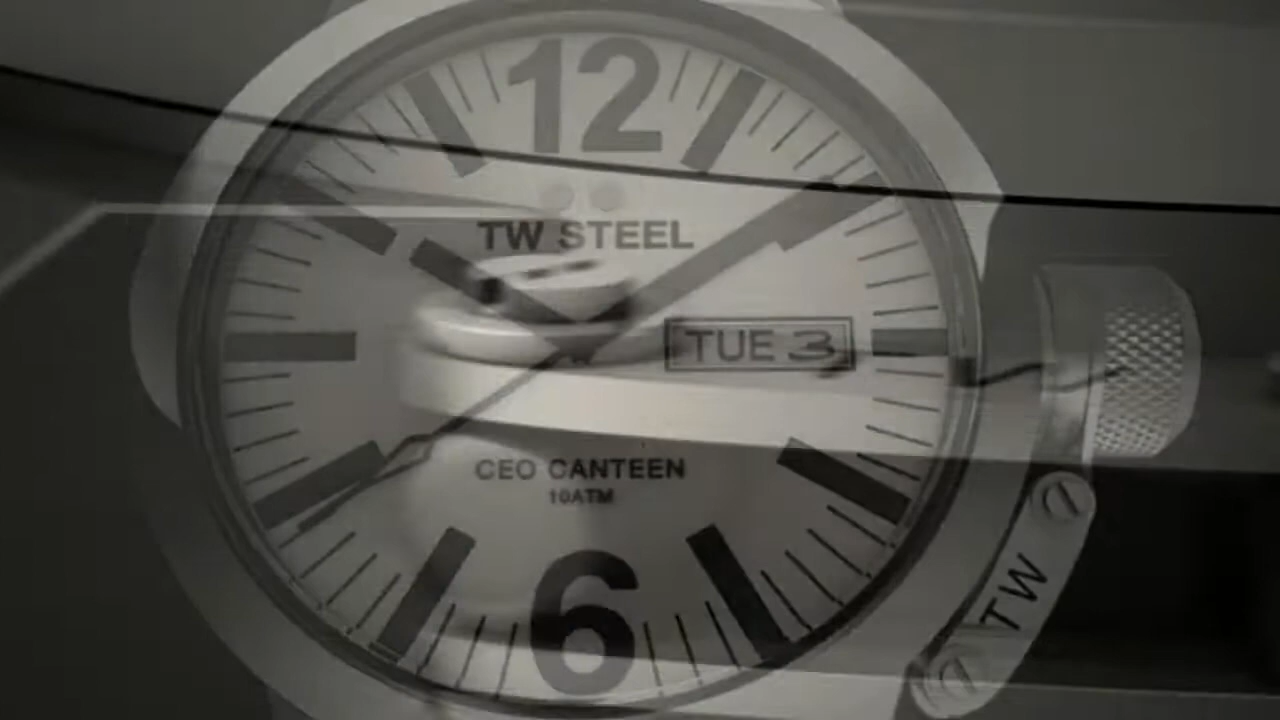 12
TW STEEL
TUE 3
CEO CANTEEN
10ATM
6
TW